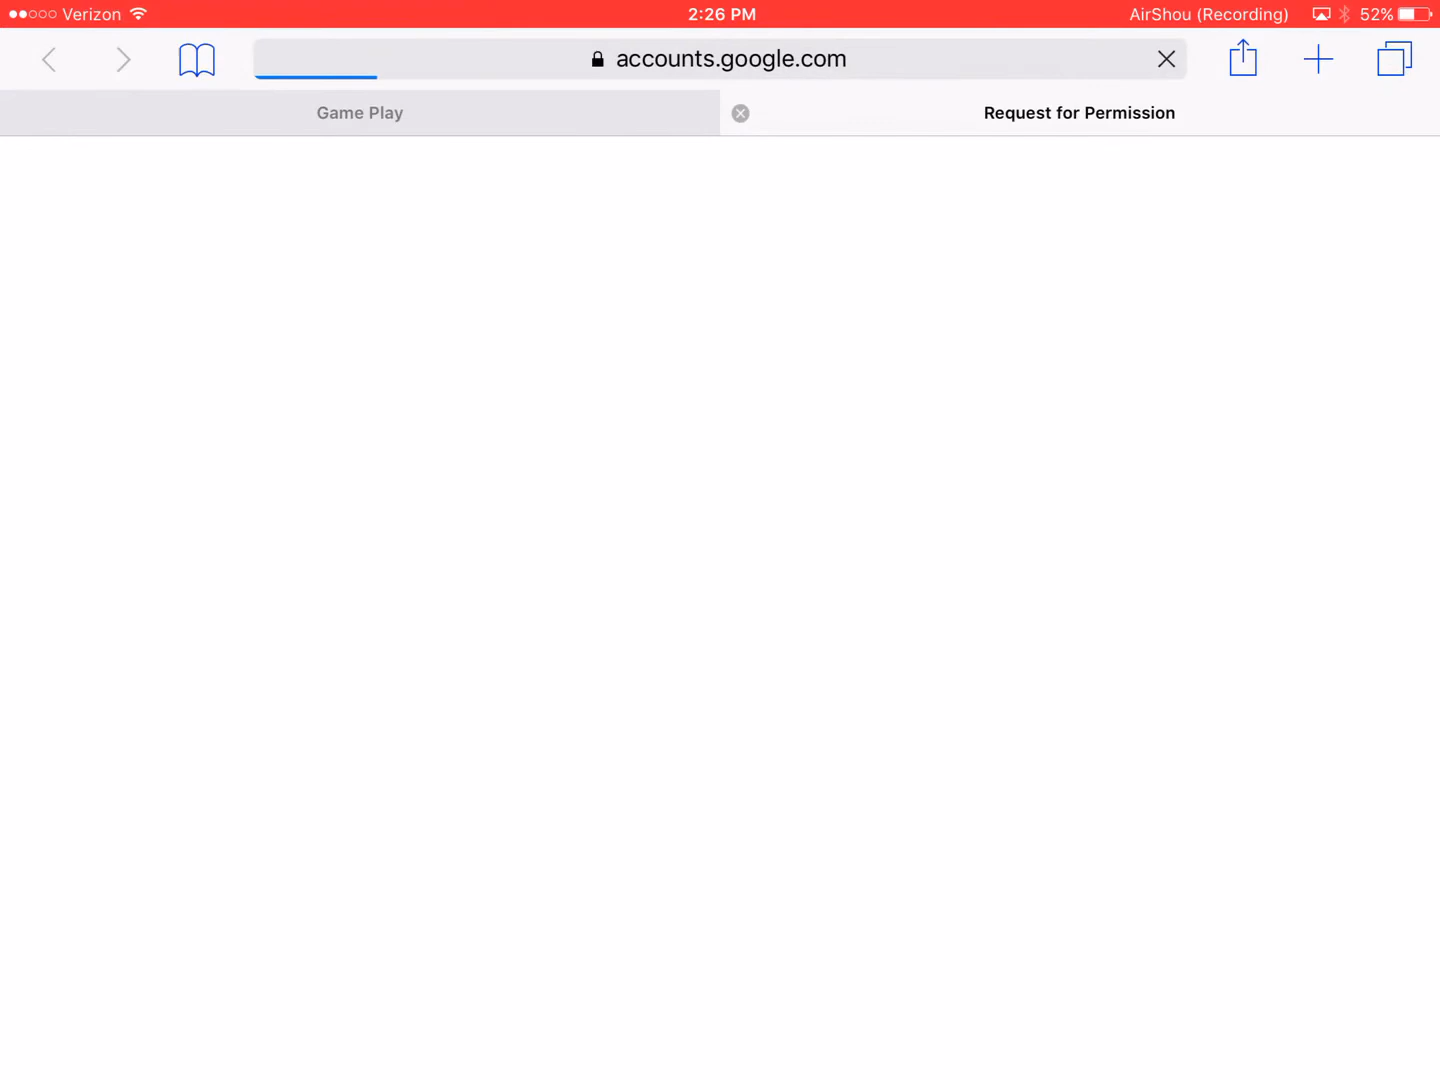 Verizon 2:26 PM AirShou (Recording) 52%
accounts.google.com
Game Play Request for Permission